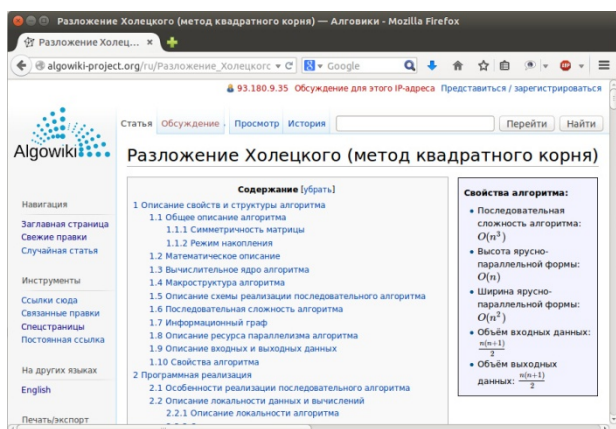 Разложение Холецкого (метод квадратного корня) — Алговики - Mozilla Firefox
Разложение Холец... ×
algowiki-project.org/ru/Разложение_Холецкогс
Google
93.180.9.35 Обсуждение для этого IP-адреса Представиться / зарегистрироваться
Статья Обсуждение Просмотр История Перейти Найти
Algowiki
Разложение Холецкого (метод квадратного корня)
Навигация
Заглавная страница
Свежие правки
Случайная статья
Инструменты
Ссылки сюда
Связанные правки
Спецстраницы
Постоянная ссылка
На других языках
English
Печать/экспорт
Содержание [убрать]
1 Описание свойств и структуры алгоритма
1.1 Общее описание алгоритма
1.1.1 Симметричность матрицы
1.1.2 Режим накопления
1.2 Математическое описание
1.3 Вычислительное ядро алгоритма
1.4 Макроструктура алгоритма
1.5 Описание схемы реализации последовательного алгоритма
1.6 Последовательная сложность алгоритма
1.7 Информационный граф
1.8 Описание ресурса параллелизма алгоритма
1.9 Описание входных и выходных данных
1.10 Свойства алгоритма
2 Программная реализация
2.1 Особенности реализации последовательного алгоритма
2.2 Описание локальности данных и вычислений
2.2.1 Описание локальности алгоритма
Свойства алгоритма:
• Последовательная
сложность алгоритма:
O(n³)
• Высота ярусно-
параллельной формы:
O(n)
• Ширина ярусно-
параллельной формы:
O(n²)
• Объём входных данных:
n(n+1)/2
• Объём выходных
данных: n(n+1)/2